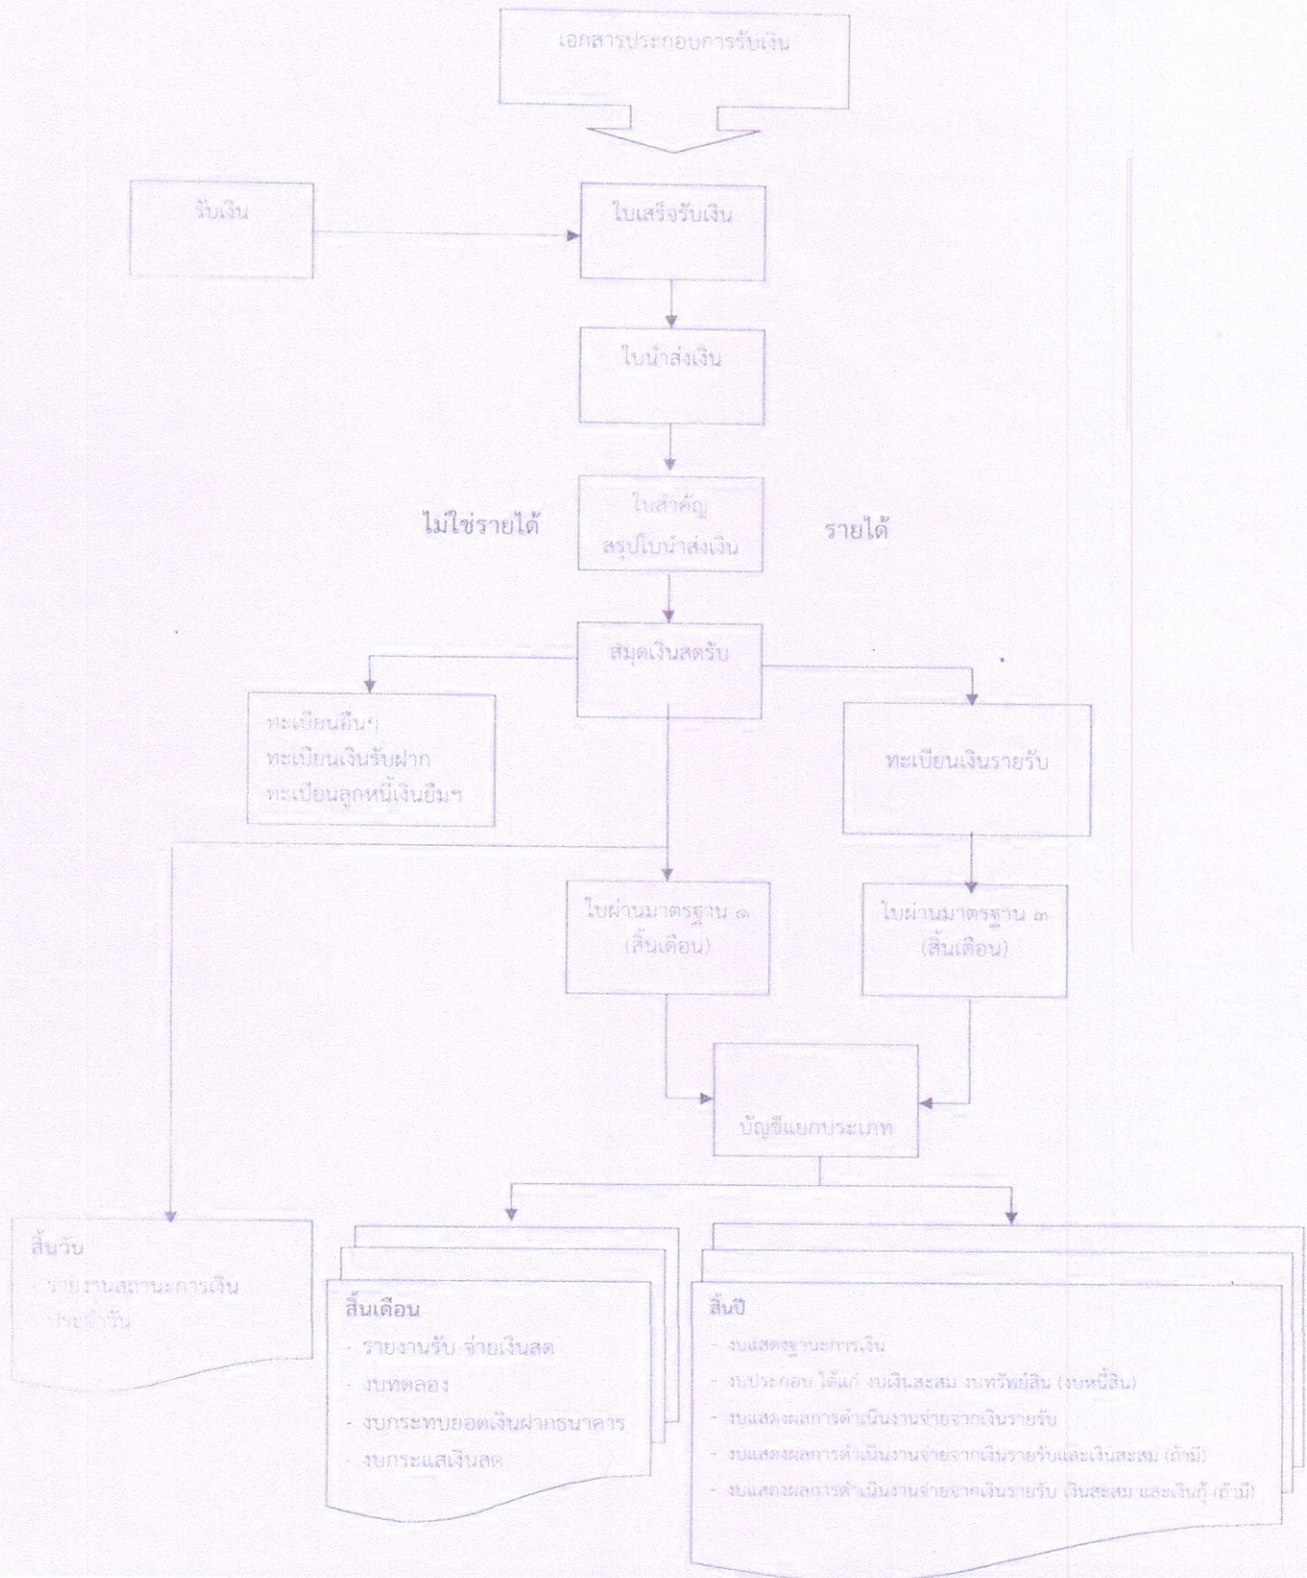 เอกสารประกอบการรับเงิน
รับเงิน
ใบเสร็จรับเงิน
ใบนำส่งเงิน
ไม่ใช่รายได้
ใบสำคัญ
สรุปใบนำส่งเงิน
รายได้
สมุดเงินสดรับ
ทะเบียนอื่นๆ
ทะเบียนเงินรับฝาก
ทะเบียนลูกหนี้เงินยืมฯ
ทะเบียนเงินรายรับ
ใบผ่านมาตรฐาน ๑
(สิ้นเดือน)
ใบผ่านมาตรฐาน ๓
(สิ้นเดือน)
บัญชีแยกประเภท
สิ้นวัน
- รายงานสถานะการเงิน
ประจำวัน
สิ้นเดือน
- รายงานรับ จ่ายเงินสด
- งบทดลอง
- งบกระทบยอดเงินฝากธนาคาร
- งบกระแสเงินสด
สิ้นปี
- งบแสดงฐานะการเงิน
- งบประกอบ ได้แก่ งบเงินสะสม งบทรัพย์สิน (งบหนี้สิน)
- งบแสดงผลการดำเนินงานจ่ายจากเงินรายรับ
- งบแสดงผลการดำเนินงานจ่ายจากเงินรายรับและเงินสะสม (ถ้ามี)
- งบแสดงผลการดำเนินงานจ่ายจากเงินรายรับ เงินสะสม และเงินกู้ (ถ้ามี)